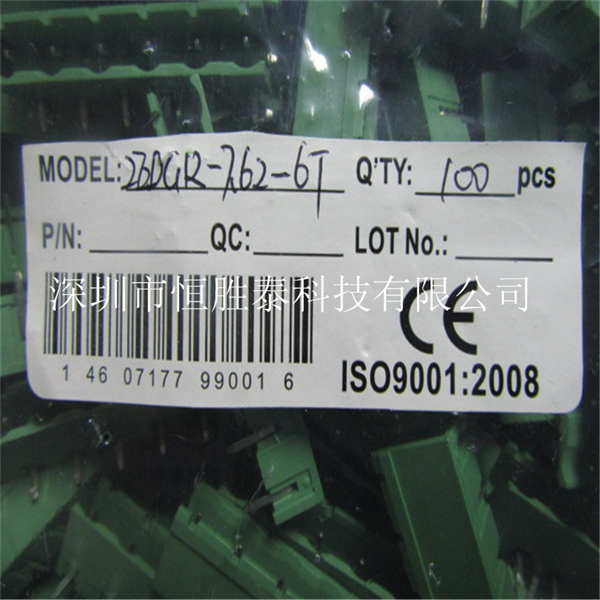 MODEL: 2EDGR-7.62-6T Q'TY: 100 pcs
P/N: QC: LOT No.:
深圳市恒胜泰科技有限公司
CE
1 46 07177 99001 6
ISO9001:2008